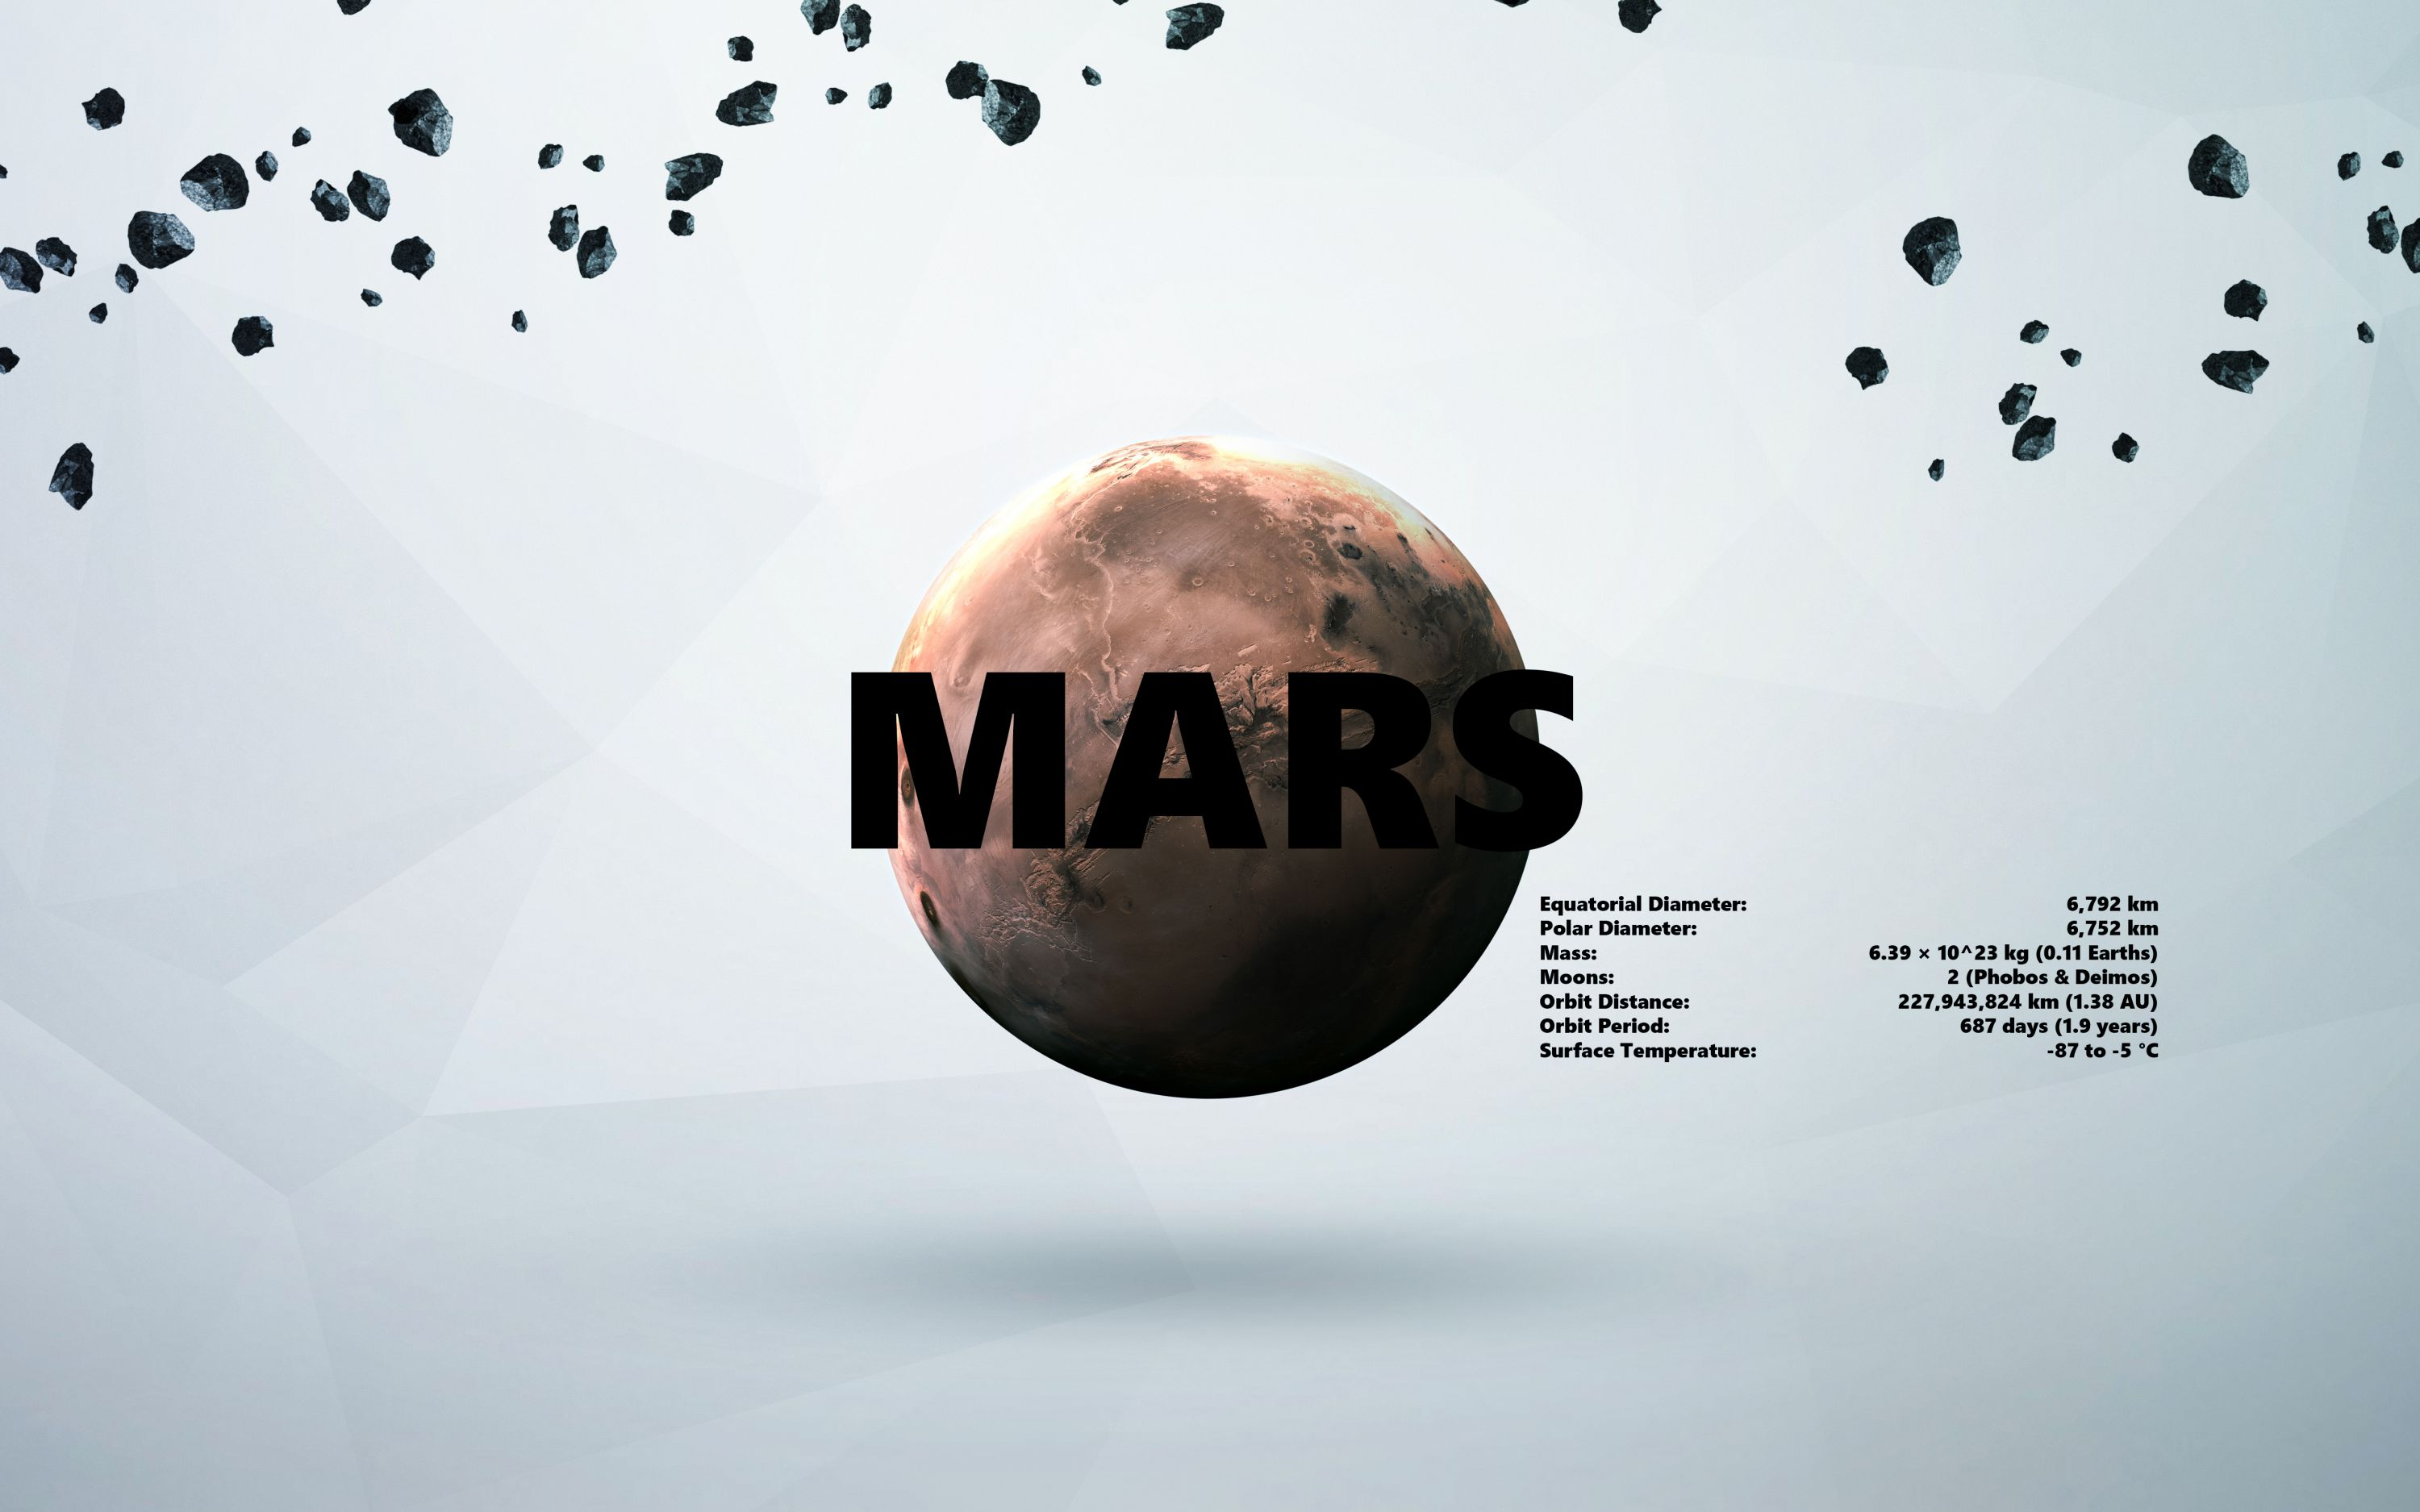 MARS
Equatorial Diameter: 6,792 km
Polar Diameter: 6,752 km
Mass: 6.39 × 10^23 kg (0.11 Earths)
Moons: 2 (Phobos & Deimos)
Orbit Distance: 227,943,824 km (1.38 AU)
Orbit Period: 687 days (1.9 years)
Surface Temperature: -87 to -5 °C